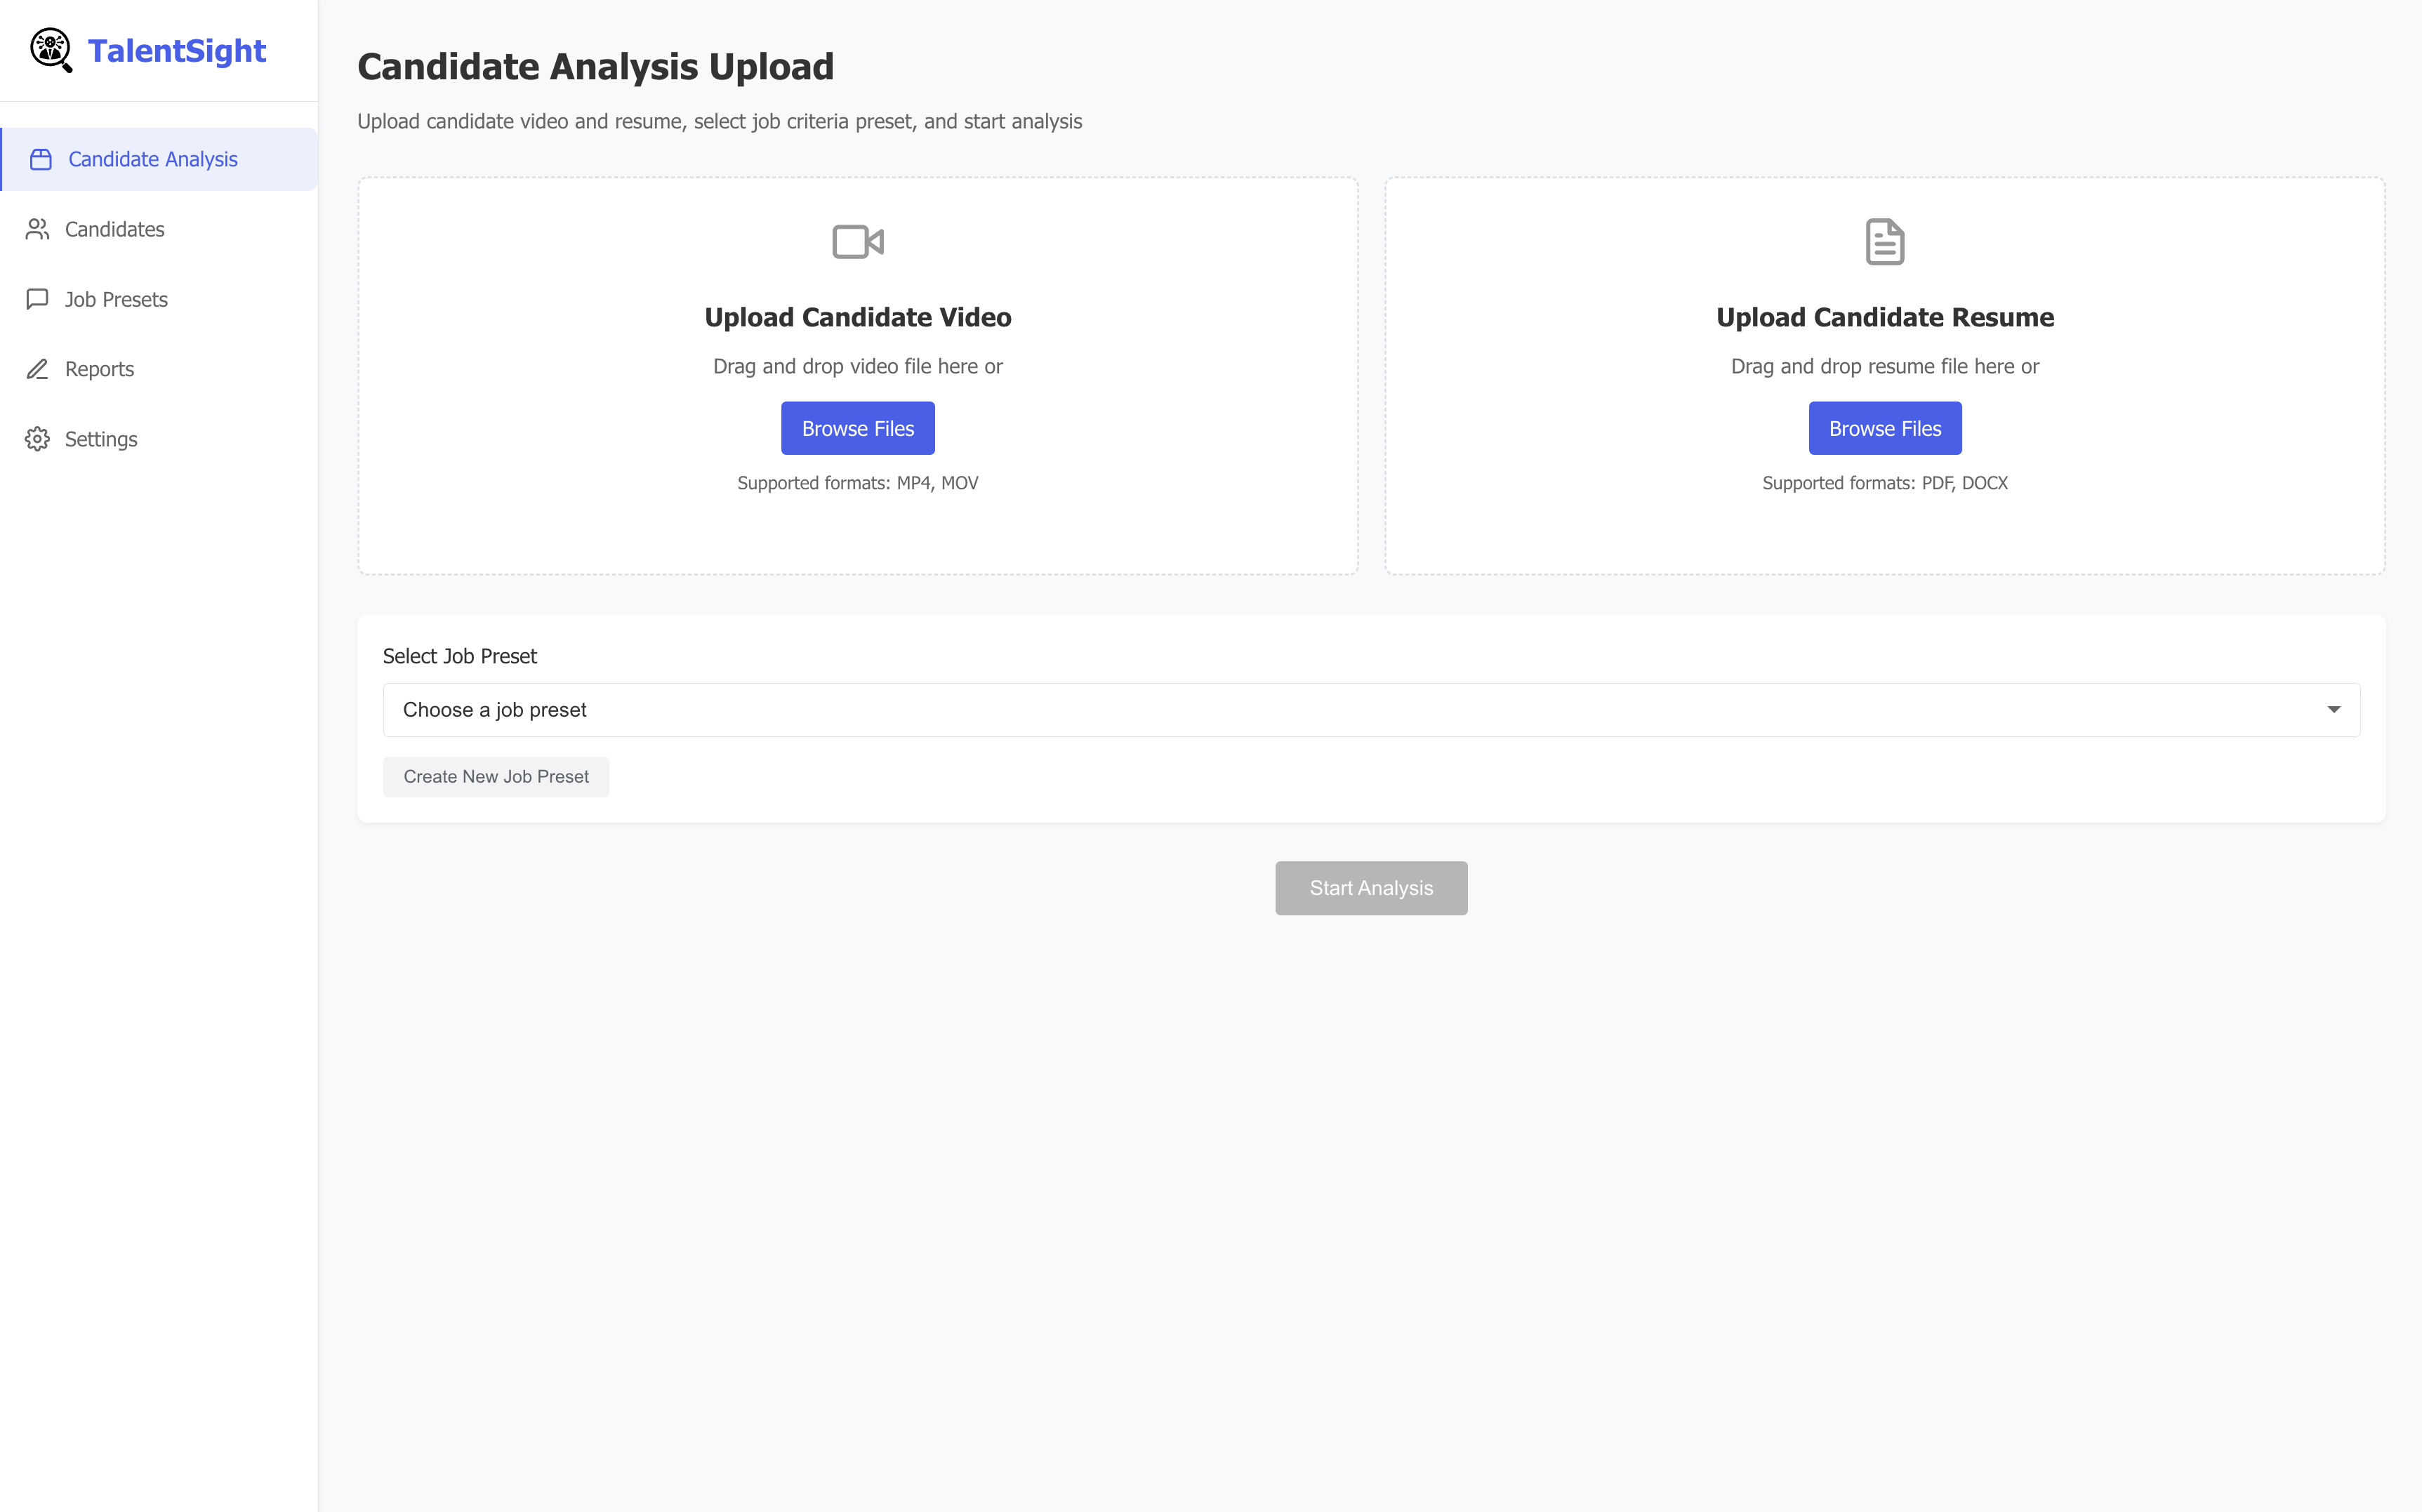 TalentSight
Candidate Analysis
Candidates
Job Presets
Reports
Settings
Candidate Analysis Upload
Upload candidate video and resume, select job criteria preset, and start analysis
Upload Candidate Video
Drag and drop video file here or
Browse Files
Supported formats: MP4, MOV
Upload Candidate Resume
Drag and drop resume file here or
Browse Files
Supported formats: PDF, DOCX
Select Job Preset
Choose a job preset
Create New Job Preset
Start Analysis